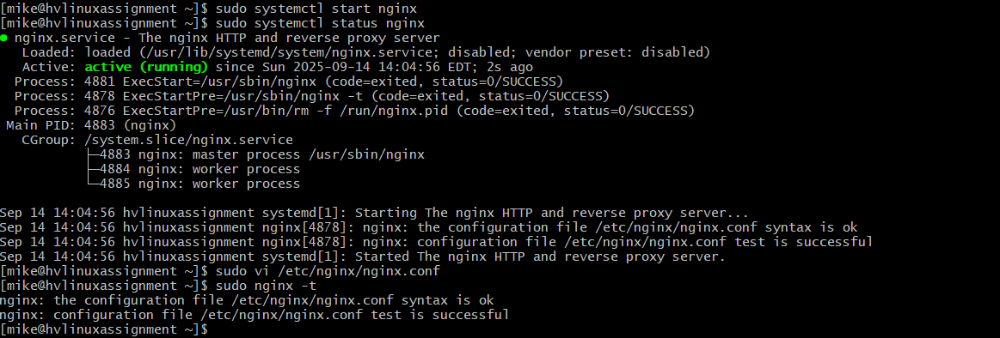 [mike@hvlinuxassignment ~]$ sudo systemctl start nginx
[mike@hvlinuxassignment ~]$ sudo systemctl status nginx
● nginx.service - The nginx HTTP and reverse proxy server
   Loaded: loaded (/usr/lib/systemd/system/nginx.service; disabled; vendor preset: disabled)
   Active: active (running) since Sun 2025-09-14 14:04:56 EDT; 2s ago
  Process: 4881 ExecStart=/usr/sbin/nginx (code=exited, status=0/SUCCESS)
  Process: 4878 ExecStartPre=/usr/sbin/nginx -t (code=exited, status=0/SUCCESS)
  Process: 4876 ExecStartPre=/usr/bin/rm -f /run/nginx.pid (code=exited, status=0/SUCCESS)
 Main PID: 4883 (nginx)
   CGroup: /system.slice/nginx.service
           ├─4883 nginx: master process /usr/sbin/nginx
           ├─4884 nginx: worker process
           └─4885 nginx: worker process

Sep 14 14:04:56 hvlinuxassignment systemd[1]: Starting The nginx HTTP and reverse proxy server...
Sep 14 14:04:56 hvlinuxassignment nginx[4878]: nginx: the configuration file /etc/nginx/nginx.conf syntax is ok
Sep 14 14:04:56 hvlinuxassignment nginx[4878]: nginx: configuration file /etc/nginx/nginx.conf test is successful
Sep 14 14:04:56 hvlinuxassignment systemd[1]: Started The nginx HTTP and reverse proxy server.
[mike@hvlinuxassignment ~]$ sudo vi /etc/nginx/nginx.conf
[mike@hvlinuxassignment ~]$ sudo nginx -t
nginx: the configuration file /etc/nginx/nginx.conf syntax is ok
nginx: configuration file /etc/nginx/nginx.conf test is successful
[mike@hvlinuxassignment ~]$